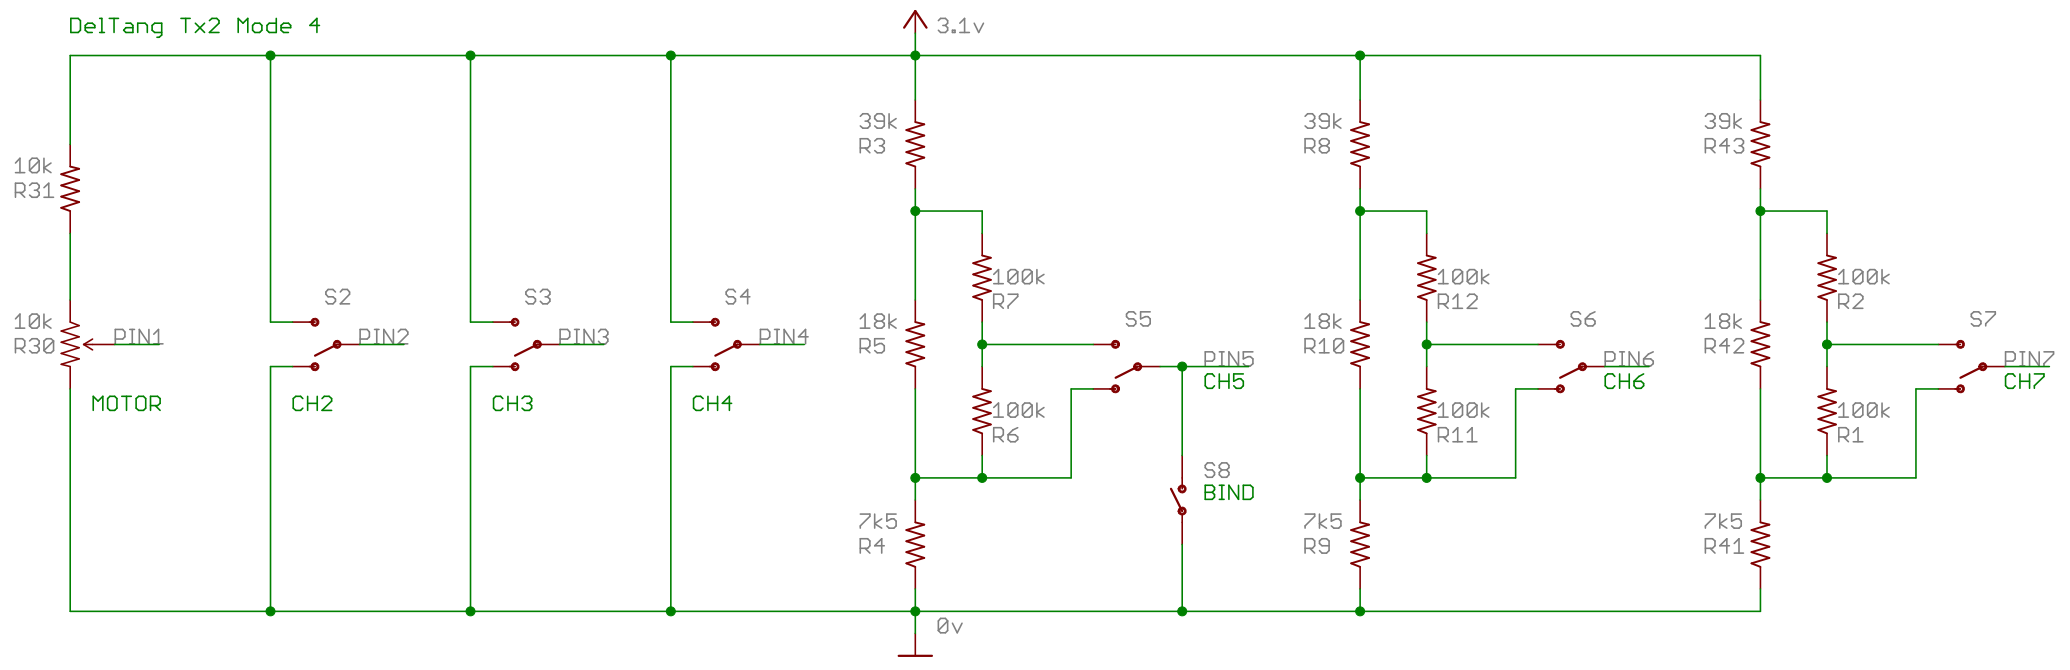 DelTang Tx2 Mode 4
3.1v
10k
R31
10k
R30
PIN1
MOTOR
S2
PIN2
CH2
S3
PIN3
CH3
S4
PIN4
CH4
39k
R3
100k
R7
18k
R5
100k
R6
7k5
R4
S5
PIN5
CH5
S8
BIND
39k
R8
100k
R12
18k
R10
100k
R11
7k5
R9
S6
PIN6
CH6
39k
R43
100k
R2
18k
R42
100k
R1
7k5
R41
S7
PIN7
CH7
0v